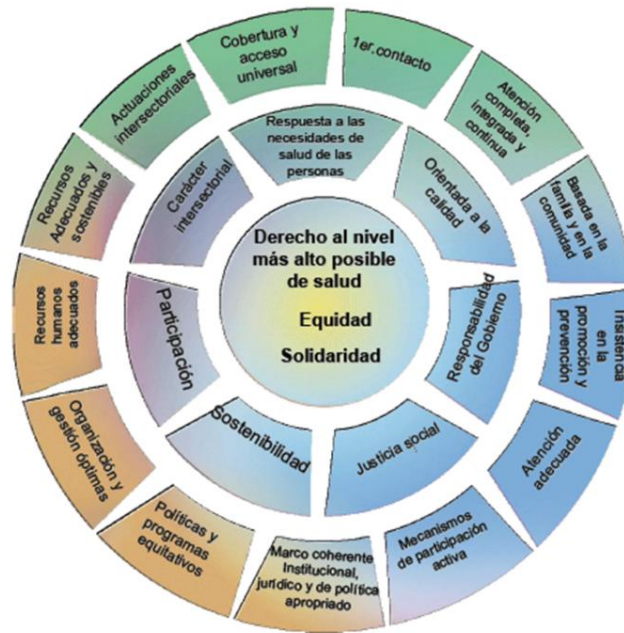 Cobertura y
acceso
universal
1er.contacto
Atención
completa,
integrada y
continua
Basada en la
familia y en la
comunidad
Insistencia
en la
promoción y
prevención
Atención
adecuada
Mecanismos
de participación
activa
Marco coherente
Institucional,
jurídico y de política
apropriado
Políticas y
programas
equitativos
Organización y
gestión óptimas
Recursos
humanos
adecuados
Recursos
Adecuados y
sostenibles
Actuaciones
intersectoriales
Respuesta a las
necesidades de
salud de las
personas
Orientada a la
calidad
Responsabilidad
del Gobierno
Justicia social
Sostenibilidad
Participación
Carácter
intersectorial
Derecho al nivel
más alto posible
de salud
Equidad
Solidaridad